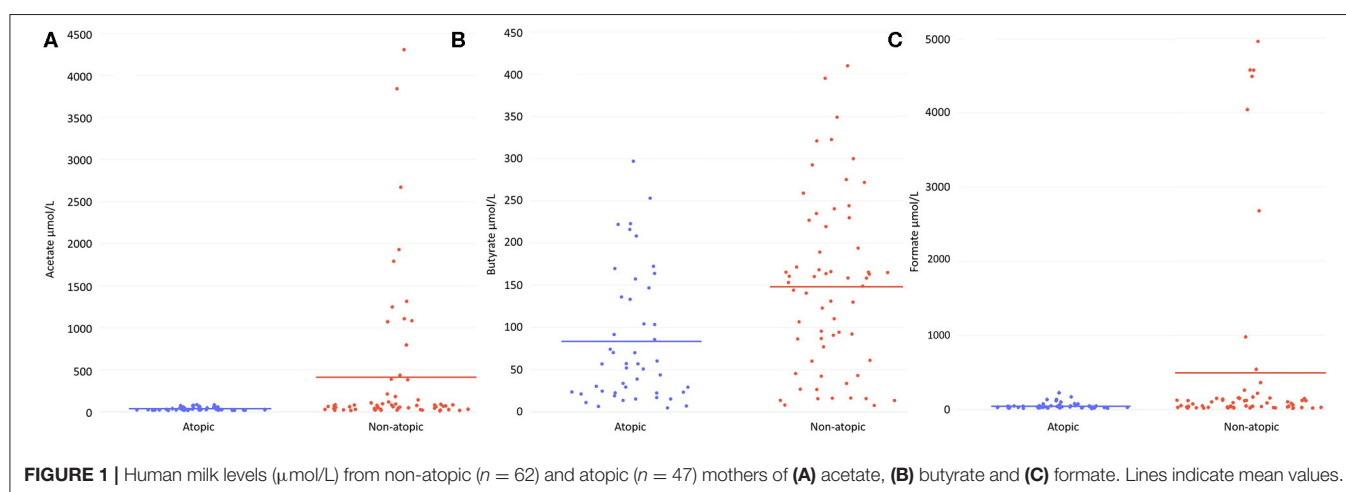 A
4500
4000
3500
3000
2500
2000
1500
1000
500
0
Acetate μmol/L
Atopic
Non-atopic
B
450
400
350
300
250
200
150
100
50
0
Butyrate μmol/L
Atopic
Non-atopic
C
5000
4000
3000
2000
1000
0
Formate μmol/L
Atopic
Non-atopic
FIGURE 1 | Human milk levels (μmol/L) from non-atopic (n = 62) and atopic (n = 47) mothers of (A) acetate, (B) butyrate and (C) formate. Lines indicate mean values.